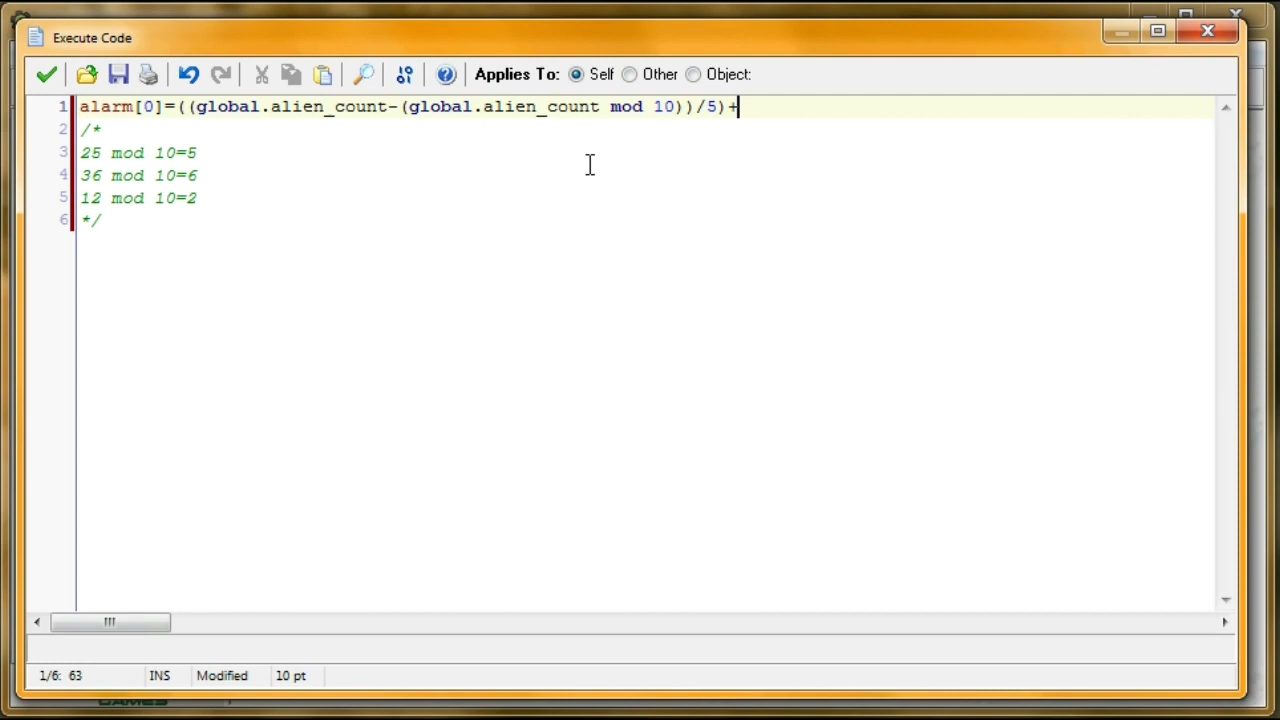 Execute Code
Applies To: Self Other Object:
1 alarm[0]=((global.alien_count-(global.alien_count mod 10))/5)+
2 /*
3 25 mod 10=5
4 36 mod 10=6
5 12 mod 10=2
6 */
1/6: 63 INS Modified 10 pt
GAMES